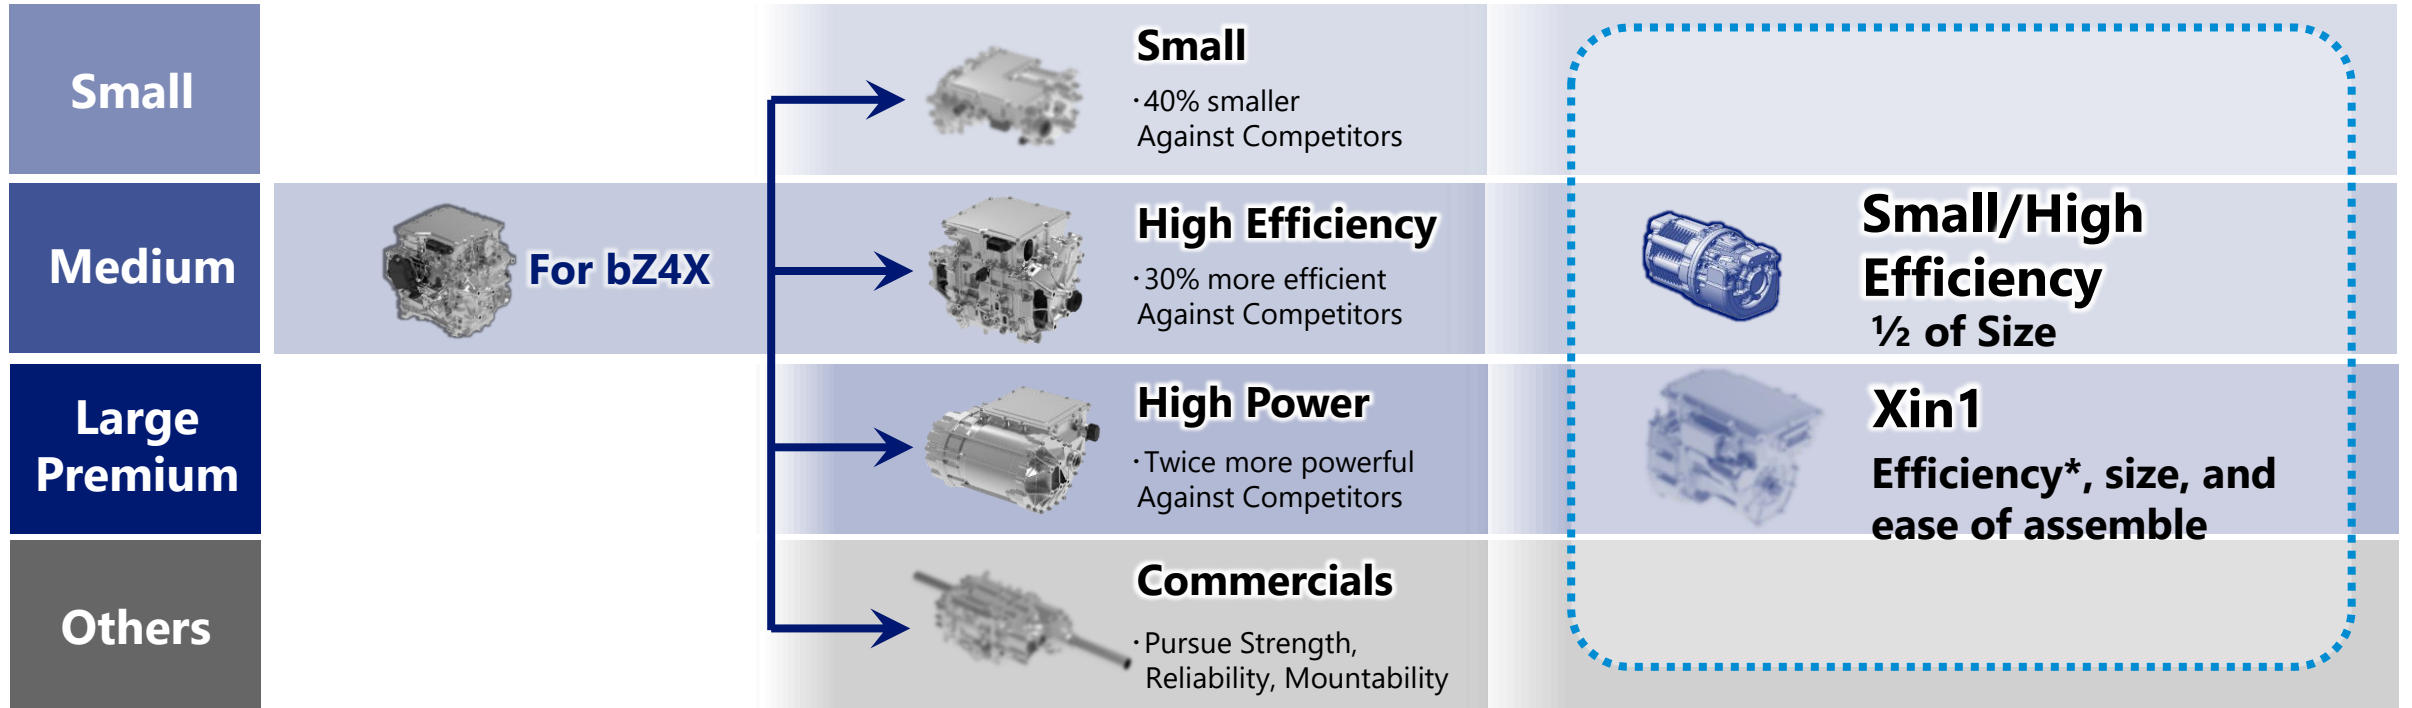 Small
Small
・40% smaller
Against Competitors
Medium
For bZ4X
High Efficiency
・30% more efficient
Against Competitors
Small/High
Efficiency
½ of Size
Large
Premium
High Power
・Twice more powerful
Against Competitors
Xin1
Efficiency*, size, and
ease of assemble
Others
Commercials
・Pursue Strength,
Reliability, Mountability